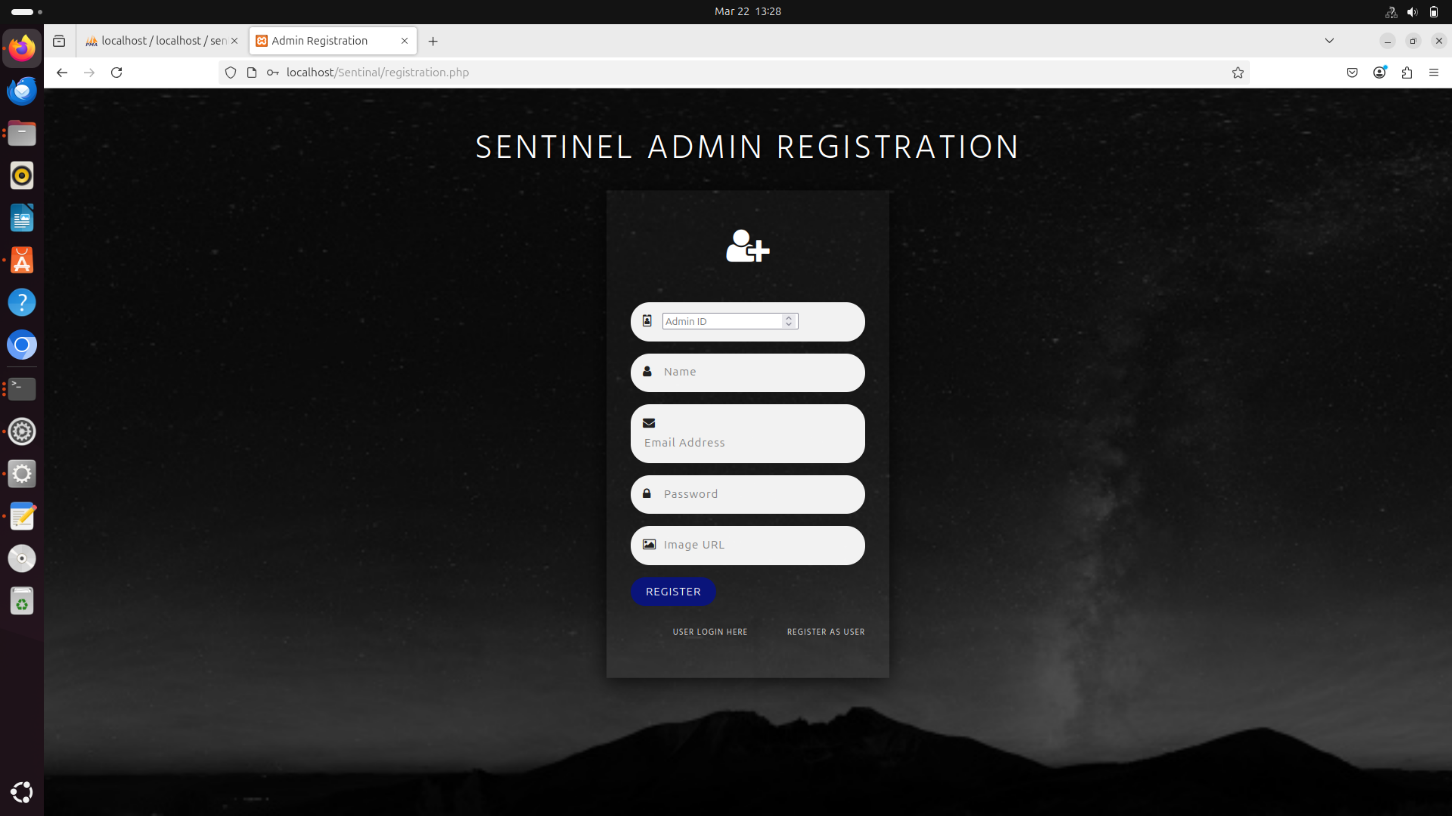 Mar 22 13:28
localhost / localhost / sen
Admin Registration
localhost/Sentinal/registration.php
SENTINEL ADMIN REGISTRATION
Admin ID
Name
Email Address
Password
Image URL
REGISTER
USER LOGIN HERE
REGISTER AS USER